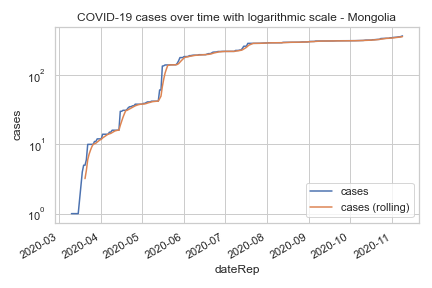 COVID-19 cases over time with logarithmic scale - Mongolia
cases
10²
10¹
10⁰
cases
cases (rolling)
2020-03
2020-04
2020-05
2020-06
2020-07
2020-08
2020-09
2020-10
2020-11
dateRep